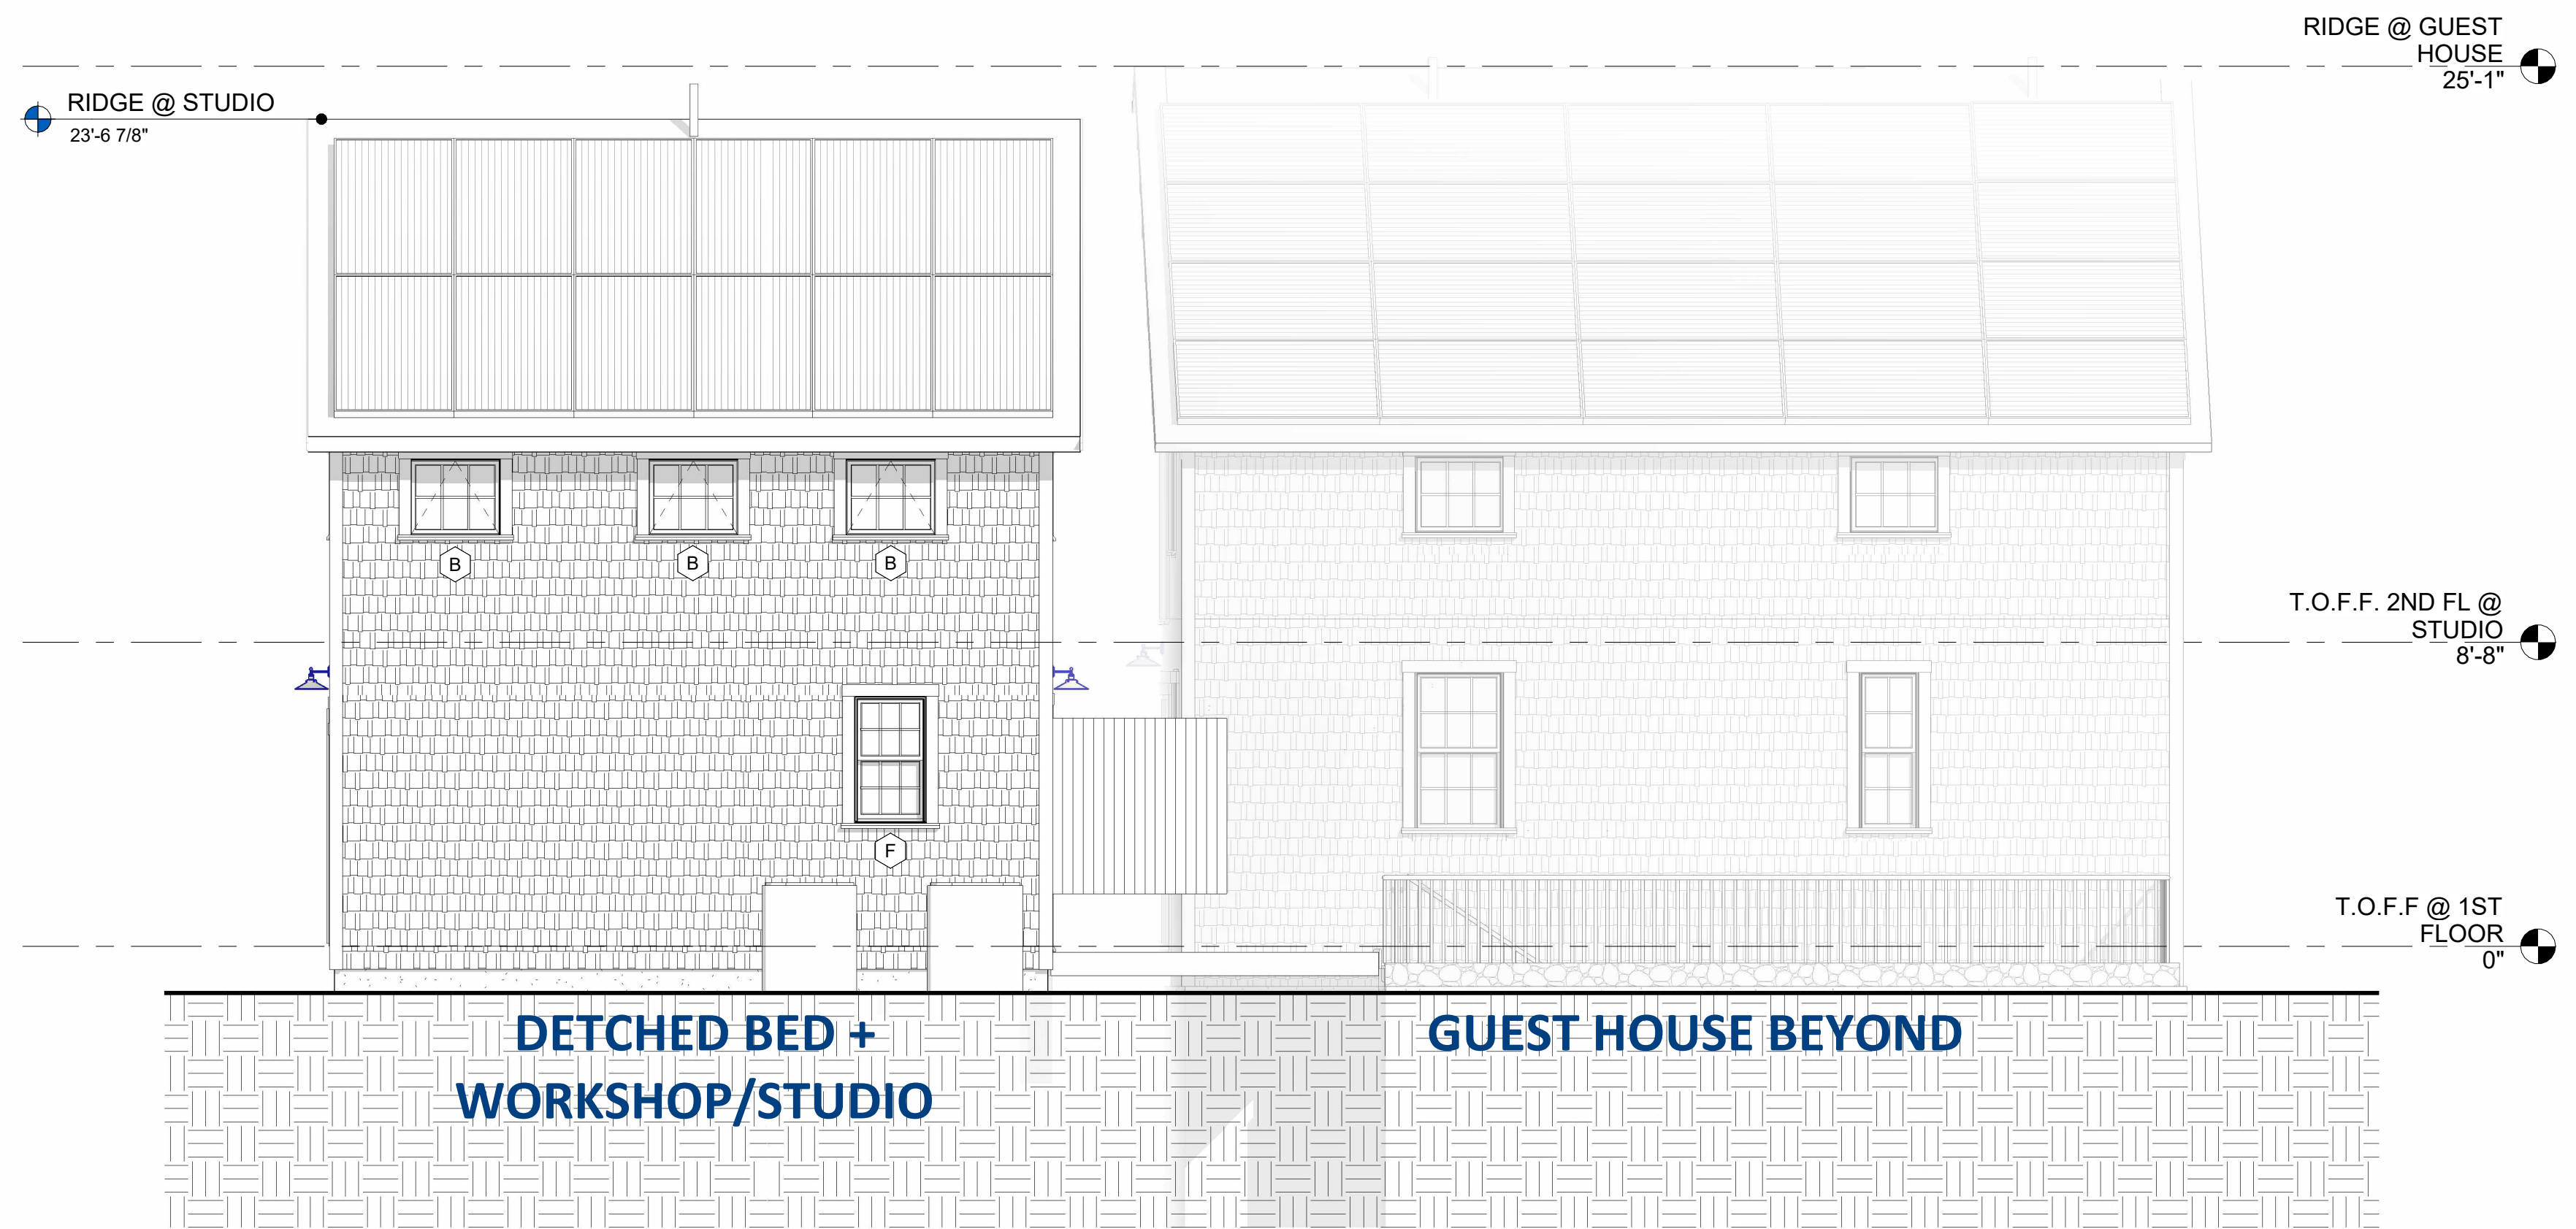 RIDGE @ GUEST
HOUSE
25'-1"
RIDGE @ STUDIO
23'-6 7/8"
B
B
B
T.O.F.F. 2ND FL @
STUDIO
8'-8"
F
T.O.F.F @ 1ST
FLOOR
0"
DETCHED BED +
WORKSHOP/STUDIO
GUEST HOUSE BEYOND